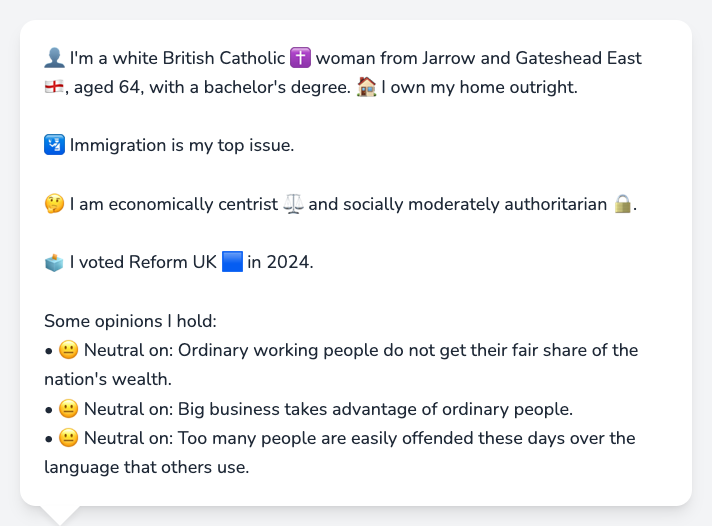 👤 I'm a white British Catholic ✝️ woman from Jarrow and Gateshead East
🏴󠁧󠁢󠁥󠁮󠁧󠁿, aged 64, with a bachelor's degree. 🏠 I own my home outright.
🛂 Immigration is my top issue.
🤔 I am economically centrist ⚖️ and socially moderately authoritarian 🔒.
🗳️ I voted Reform UK 🟦 in 2024.
Some opinions I hold:
• 😐 Neutral on: Ordinary working people do not get their fair share of the
nation's wealth.
• 😐 Neutral on: Big business takes advantage of ordinary people.
• 😐 Neutral on: Too many people are easily offended these days over the
language that others use.